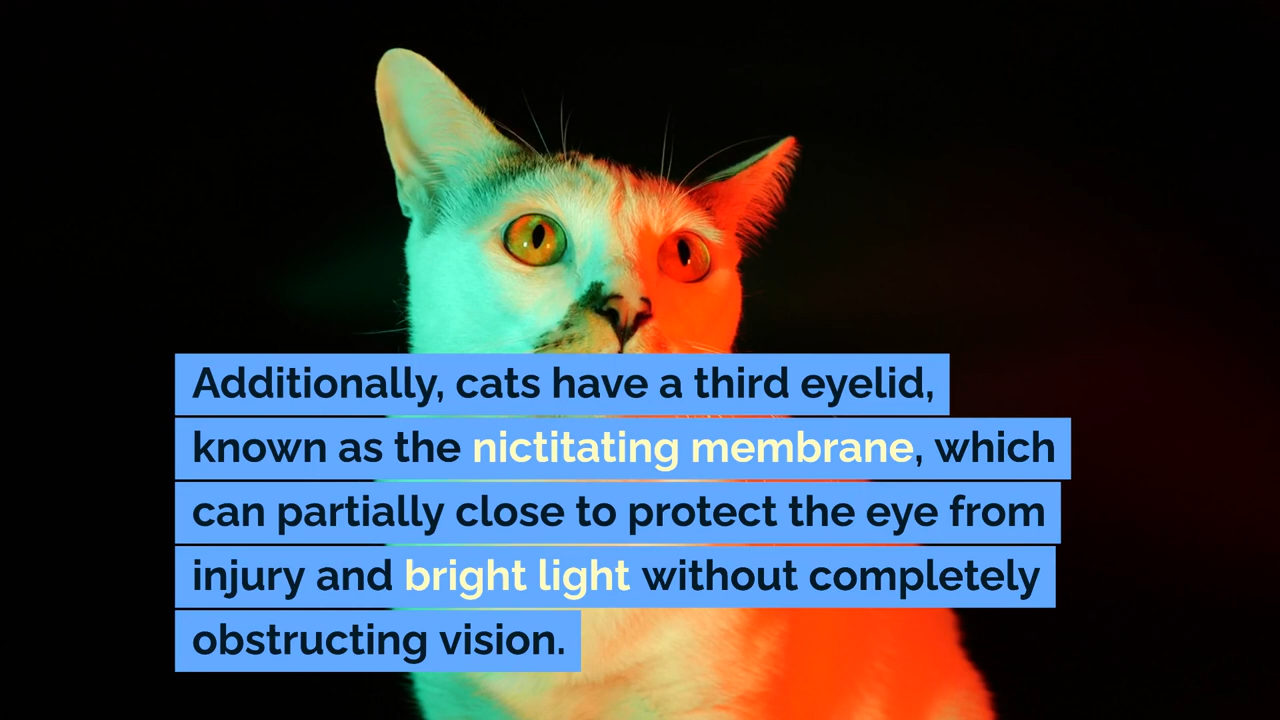 Additionally, cats have a third eyelid,
known as the nictitating membrane, which
can partially close to protect the eye from
injury and bright light without completely
obstructing vision.